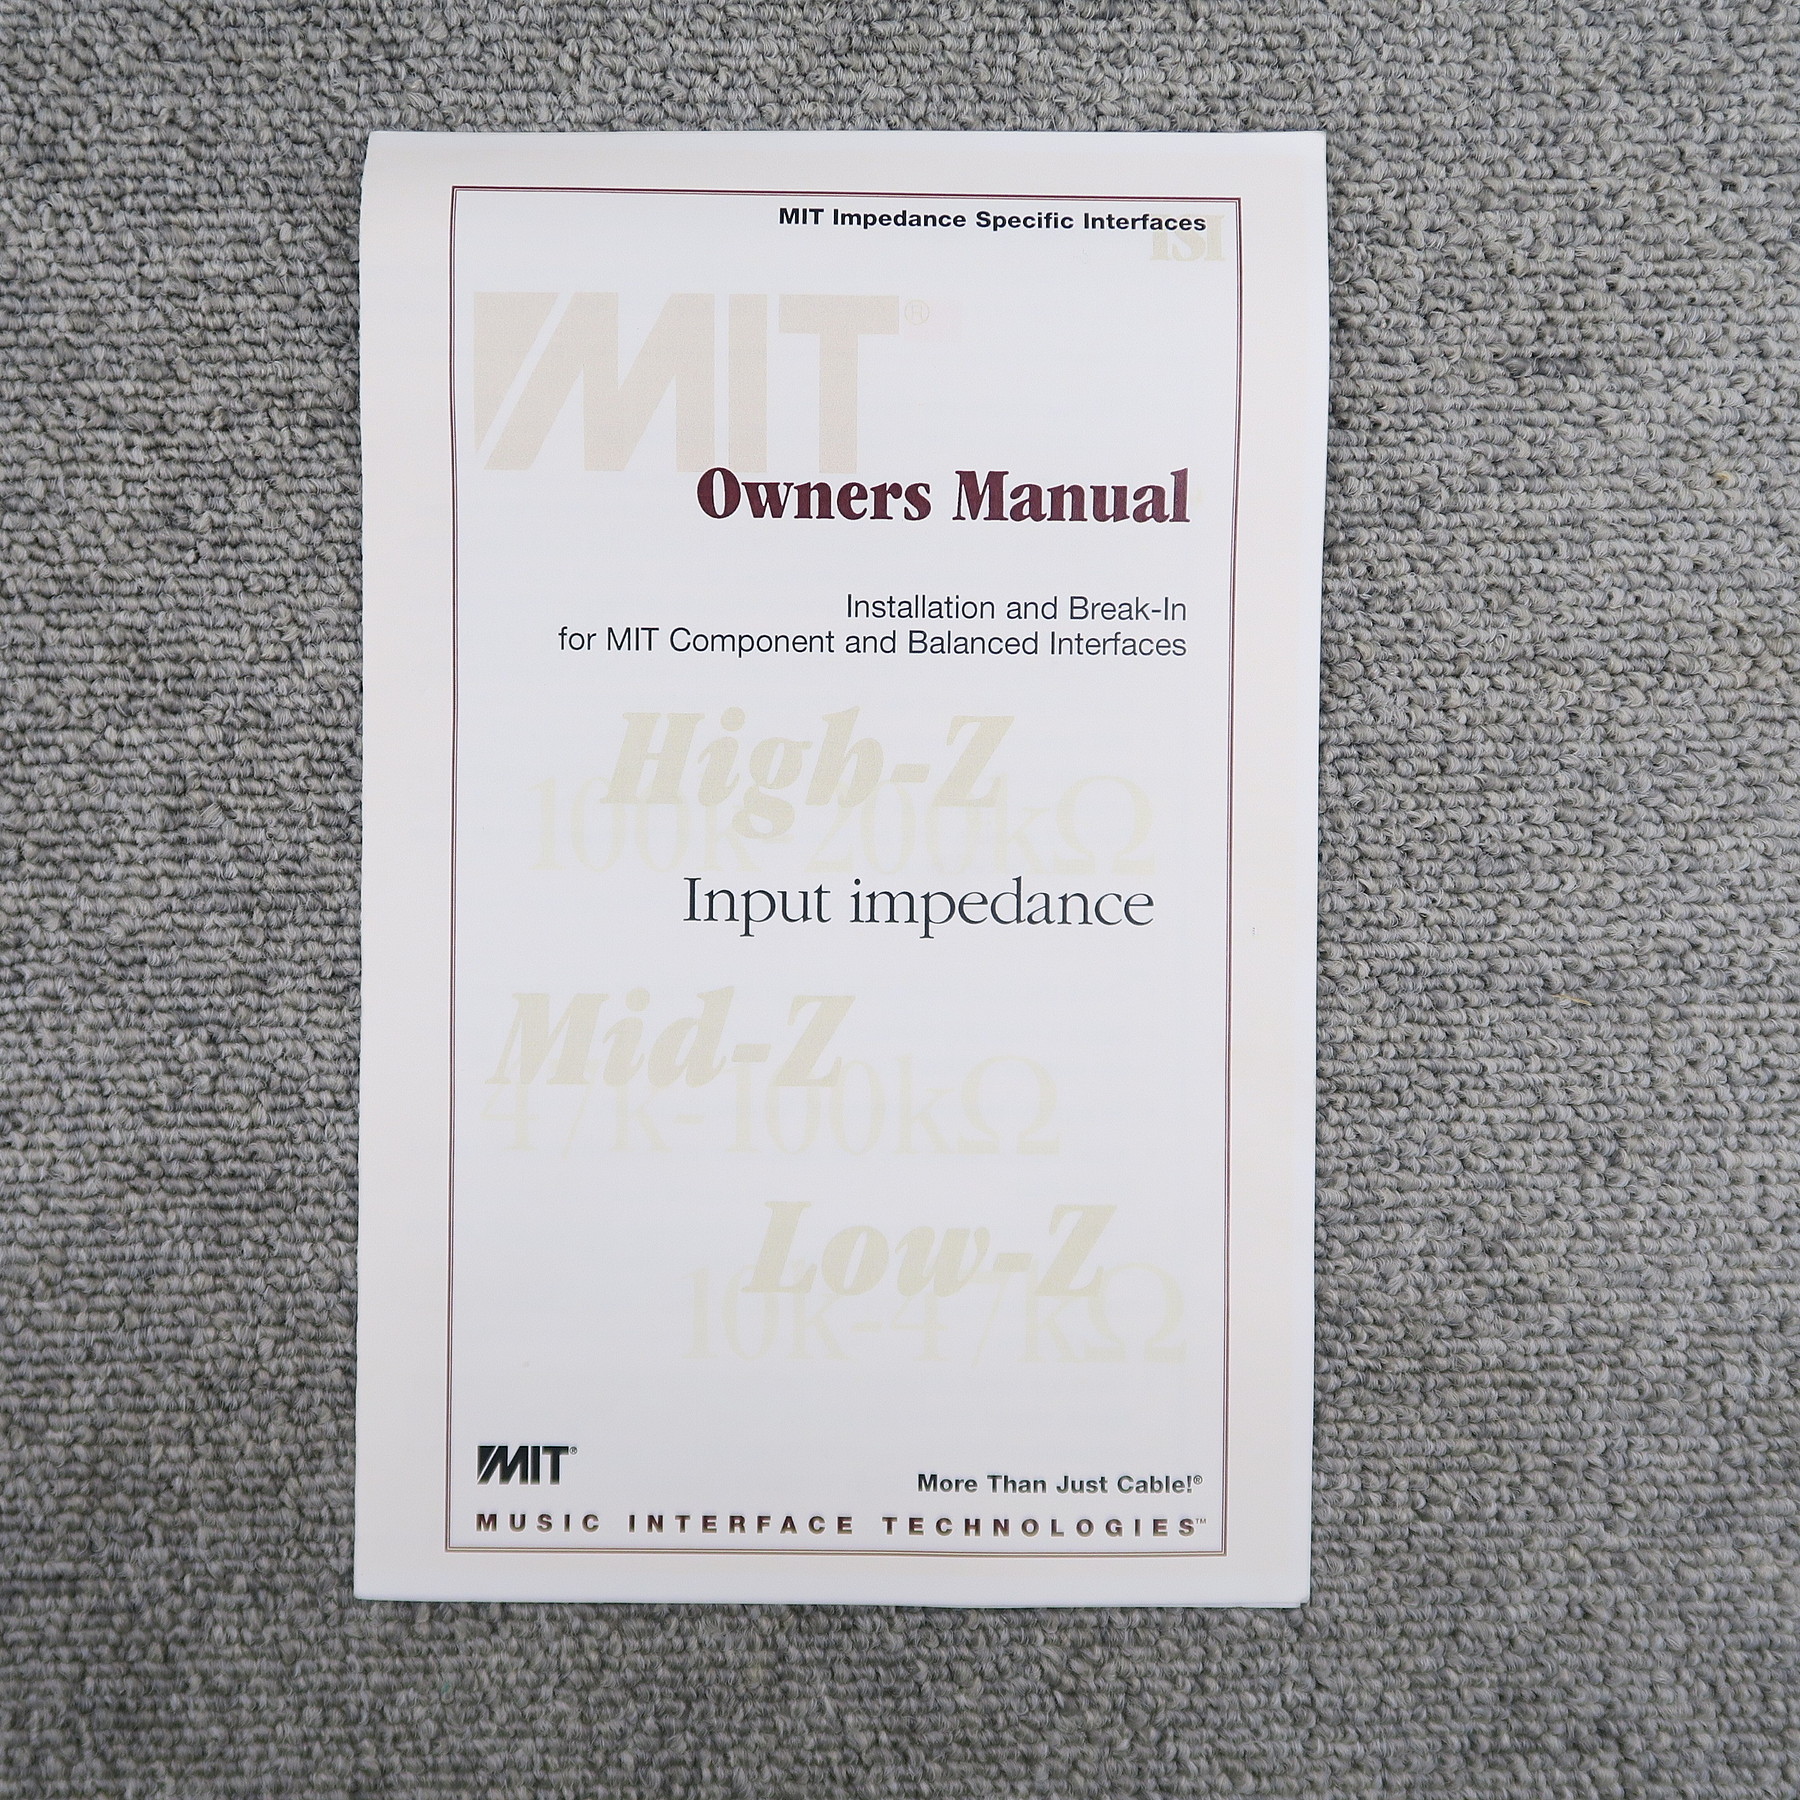 MIT Impedance Specific Interfaces
ISI
MIT®
Owners Manual
Installation and Break-In
for MIT Component and Balanced Interfaces
High-Z
100k-200kΩ
Input impedance
Mid-Z
47k-100kΩ
Low-Z
10k-47kΩ
MIT®
More Than Just Cable!®
MUSIC INTERFACE TECHNOLOGIES™